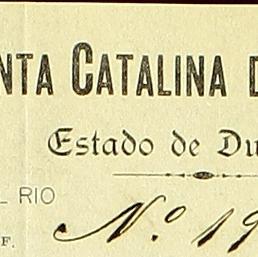 NTA CATALINA D
Estado de Du
L RIO
F.
N.º 19